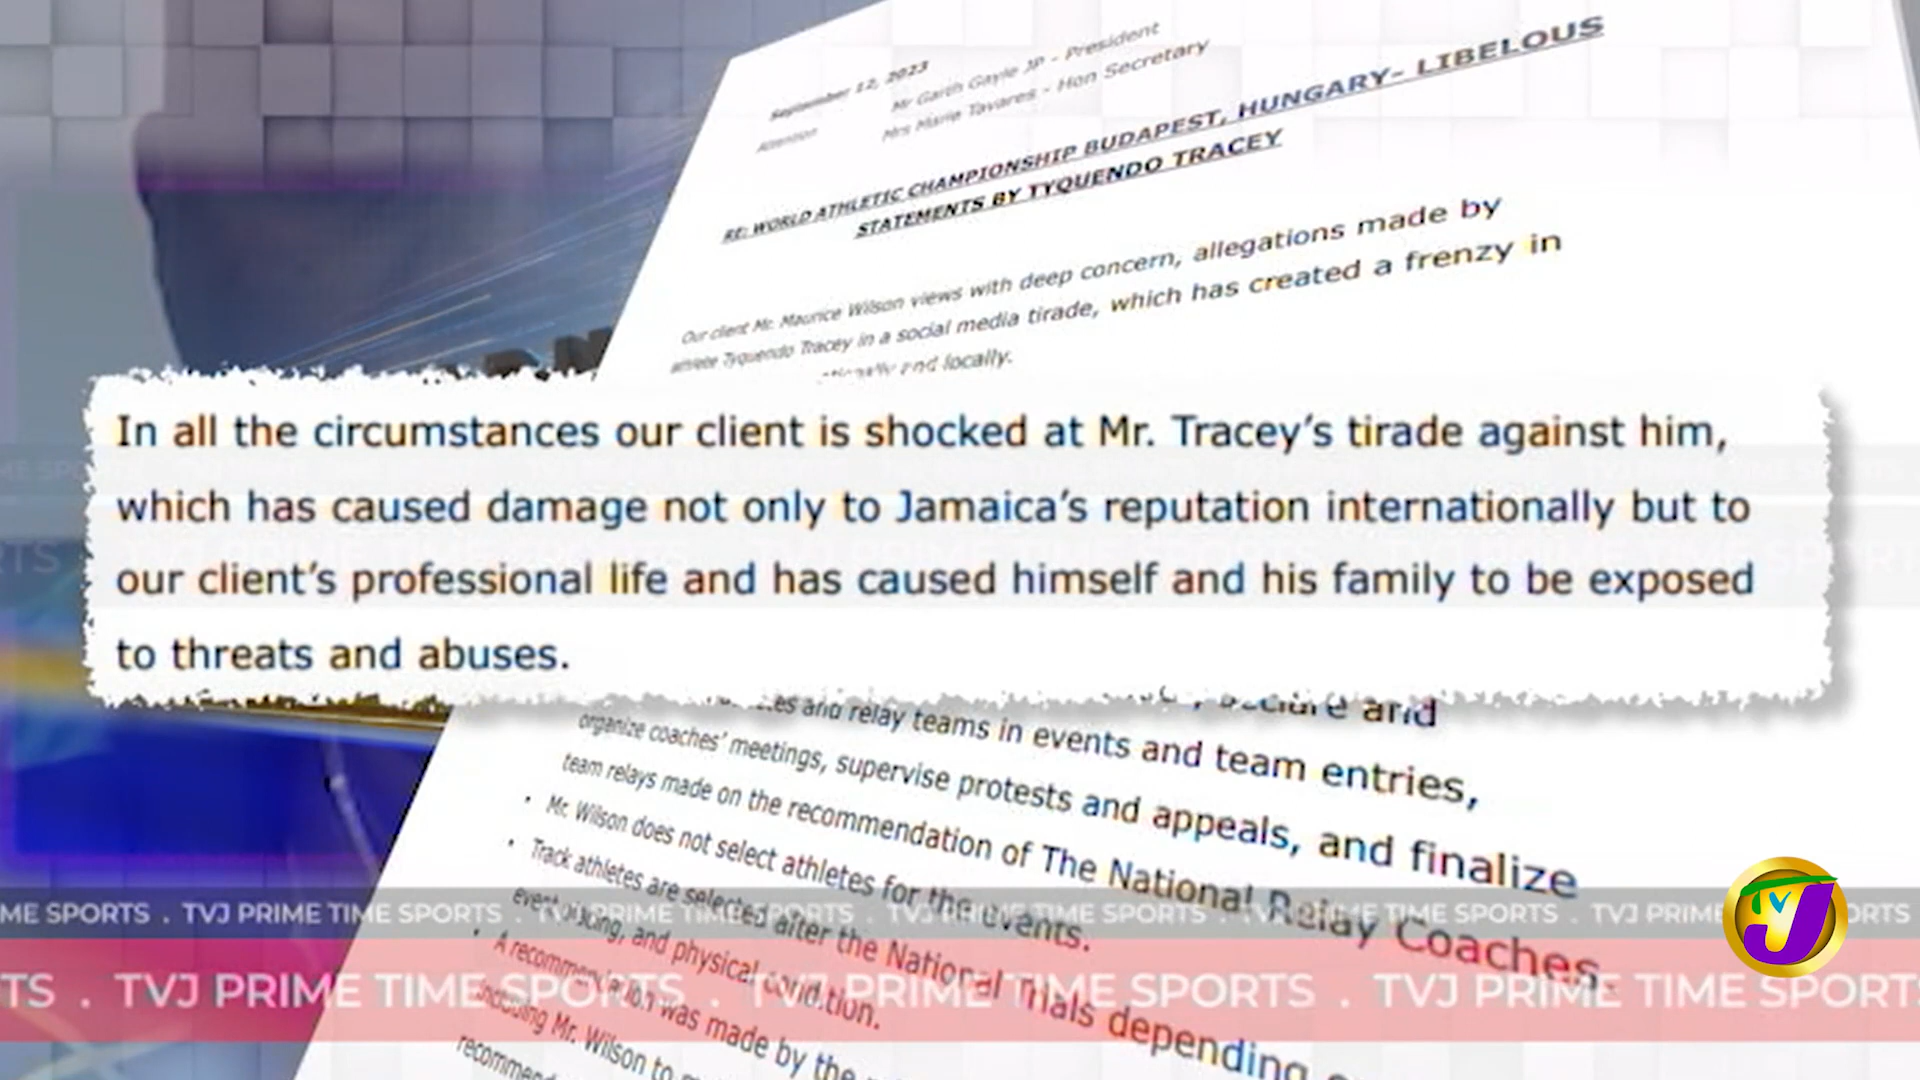 September 12, 2023
Attention
Mr Garth Gayle JP - President
Mrs Marie Tavares - Hon Secretary
RE: WORLD ATHLETIC CHAMPIONSHIP BUDAPEST, HUNGARY- LIBELOUS
STATEMENTS BY TYQUENDO TRACEY
Our client Mr. Maurice Wilson views with deep concern, allegations made by
athlete Tyquendo Tracey in a social media tirade, which has created a frenzy in
and locally.
In all the circumstances our client is shocked at Mr. Tracey’s tirade against him,
which has caused damage not only to Jamaica’s reputation internationally but to
our client’s professional life and has caused himself and his family to be exposed
to threats and abuses.
and
and relay teams in events and team entries,
organize coaches’ meetings, supervise protests and appeals, and finalize
team relays made on the recommendation of The National Relay Coaches.
• Mr. Wilson does not select athletes for the events.
• Track athletes are selected after the National Trials depending
event placing, and physical condition.
• A recommendation was made by the
including Mr. Wilson to
ME SPORTS . TVJ PRIME TIME SPORTS . TVJ PRIME TIME SPORTS . TVJ PRIME TIME SPORTS . TVJ PRIME SPORTS
TS . TVJ PRIME TIME SPORTS . TVJ PRIME TIME SPORTS . TVJ PRIME TIME SPORTS
TVJ